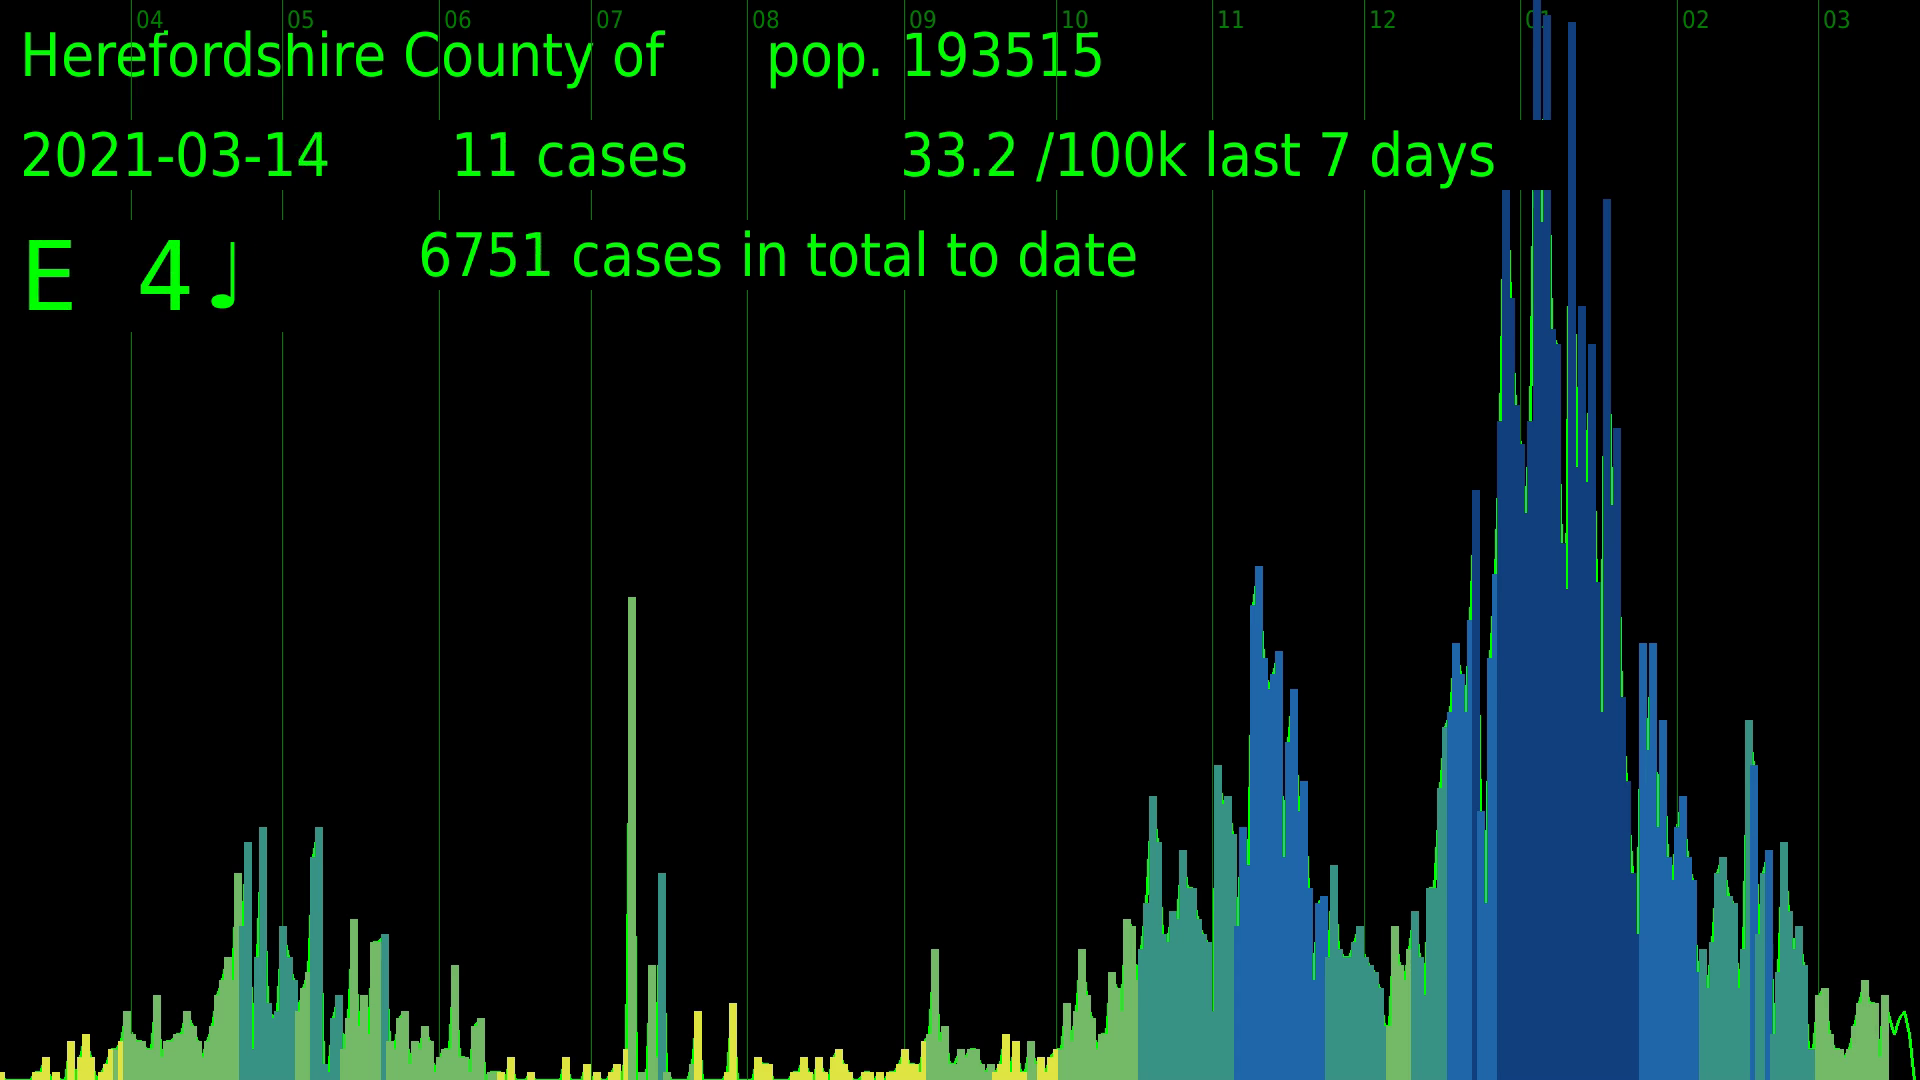 04 05 06 07 08 09 10 11 12 01 02 03
Herefordshire County of pop. 193515
2021-03-14 11 cases 33.2 /100k last 7 days
E 4♩ 6751 cases in total to date